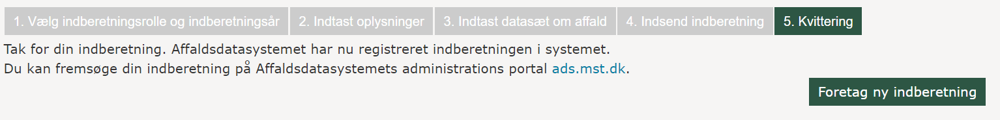 1. Vælg indberetningsrolle og indberetningsår 2. Indtast oplysninger 3. Indtast datasæt om affald 4. Indsend indberetning 5. Kvittering
Tak for din indberetning. Affaldsdatasystemet har nu registreret indberetningen i systemet.
Du kan fremsøge din indberetning på Affaldsdatasystemets administrations portal ads.mst.dk.
Foretag ny indberetning